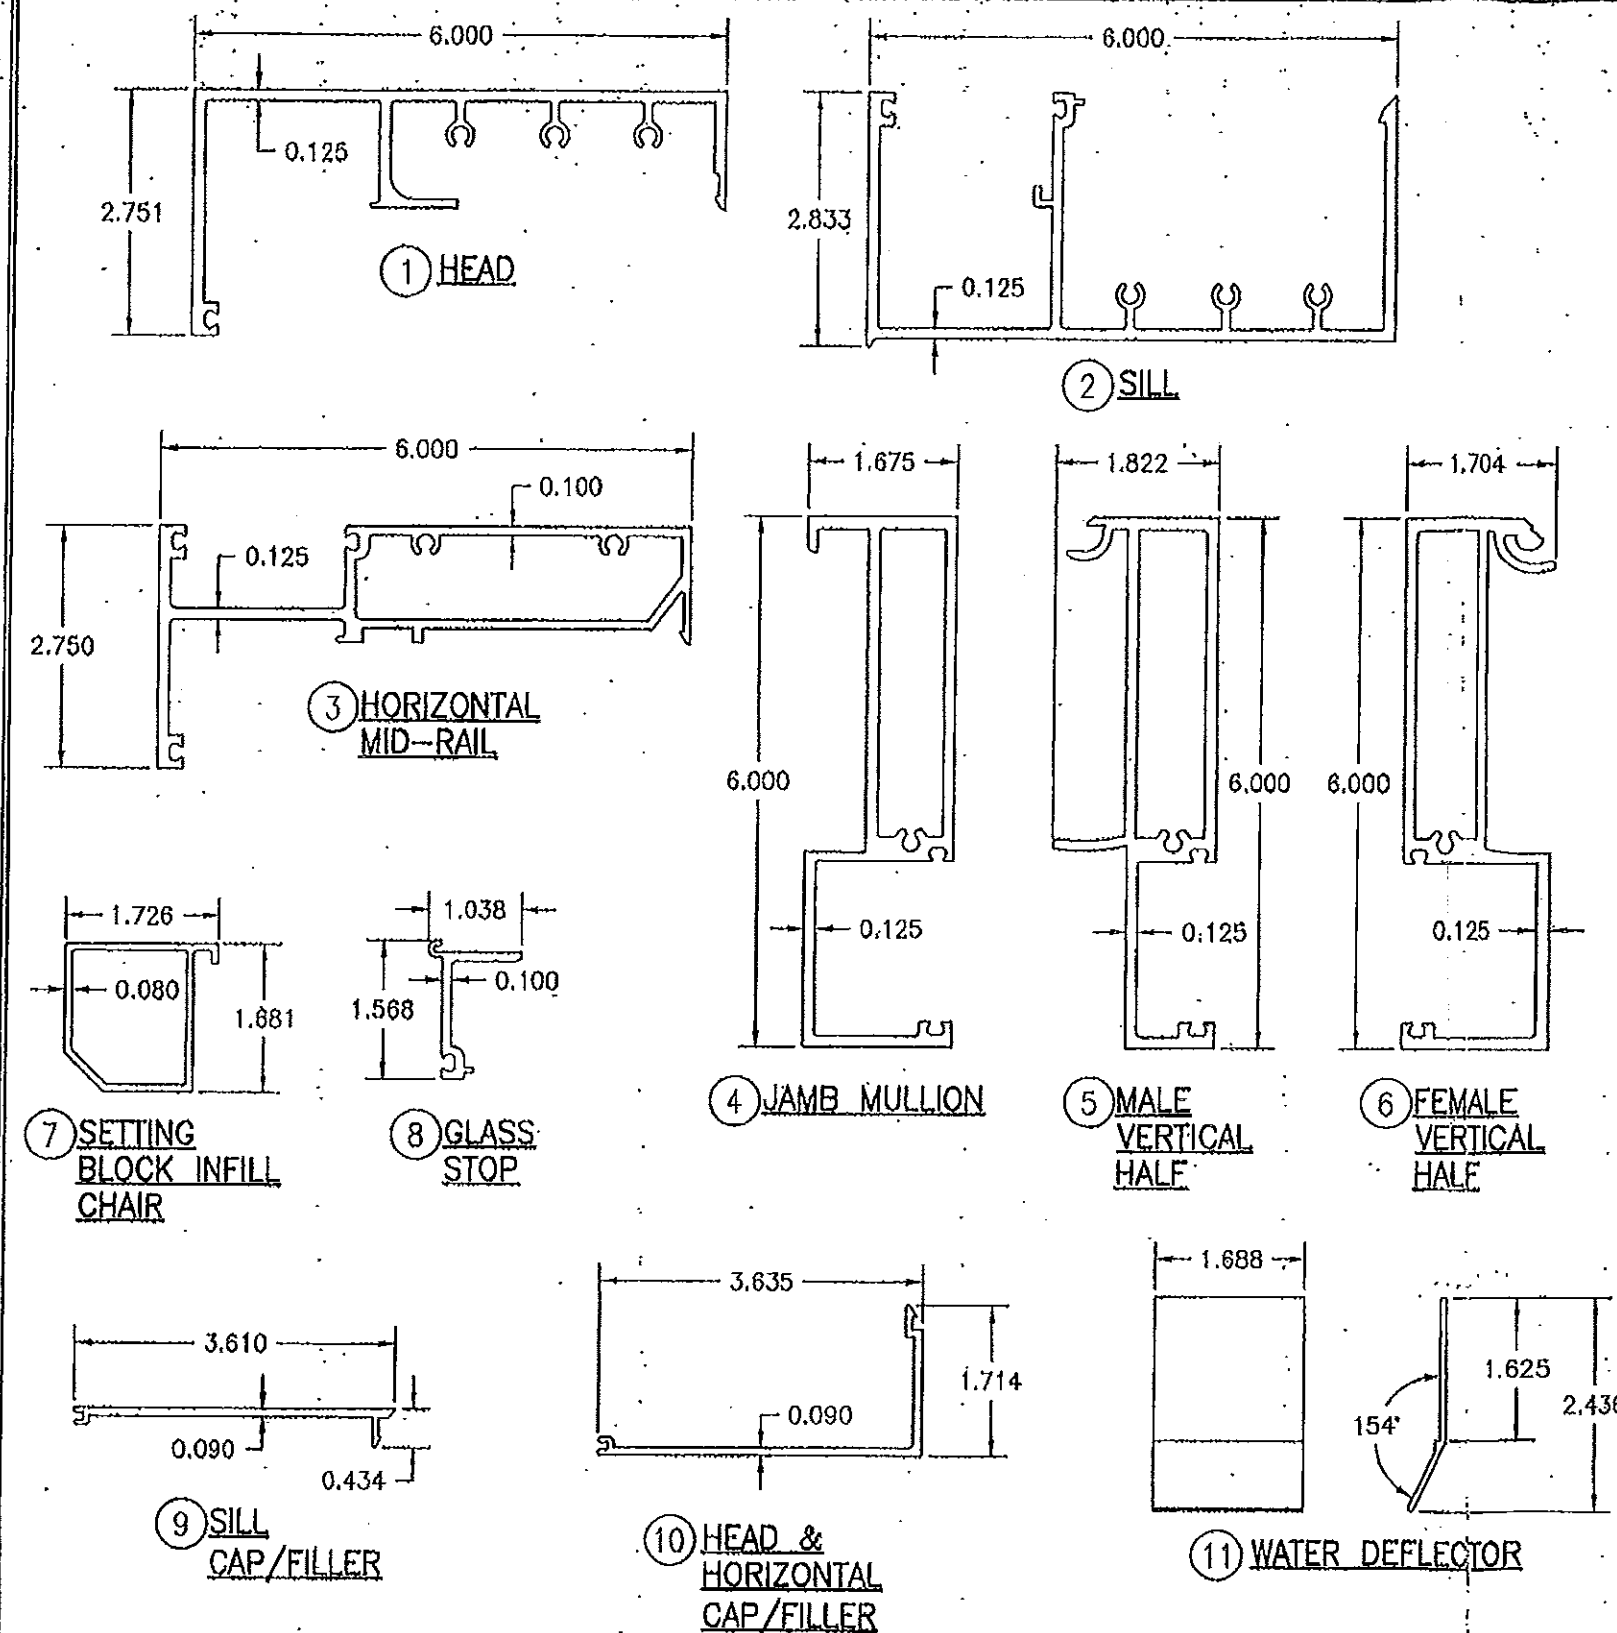 6.000
0.125
2.751
1 HEAD
6.000
2.833
0.125
2 SILL
6.000
0.100
0.125
2.750
3 HORIZONTAL
MID-RAIL
1.675
6.000
0.125
4 JAMB MULLION
1.822
6.000
0.125
5 MALE
VERTICAL
HALF
1.704
6.000
0.125
6 FEMALE
VERTICAL
HALF
1.726
0.080
1.681
7 SETTING
BLOCK INFILL
CHAIR
1.038
0.100
1.568
8 GLASS
STOP
3.610
0.090
0.434
9 SILL
CAP/FILLER
3.635
1.714
0.090
10 HEAD &
HORIZONTAL
CAP/FILLER
1.688
1.625
2.436
154°
11 WATER DEFLECTOR